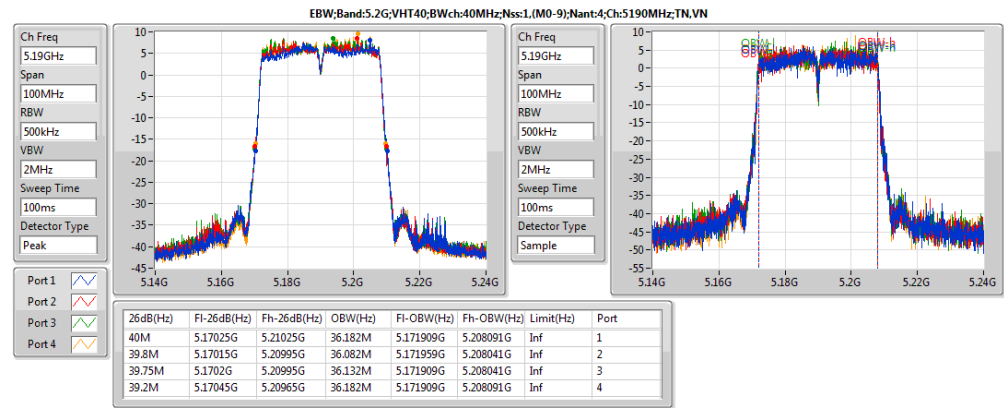 EBW;Band:5.2G;VHT40;BWch:40MHz;Nss:1,(M0-9);Nant:4;Ch:5190MHz;TN,VN
Ch Freq
5.19GHz
Span
100MHz
RBW
500kHz
VBW
2MHz
Sweep Time
100ms
Detector Type
Peak
10
5
0
-5
-10
-15
-20
-25
-30
-35
-40
-45
5.14G 5.16G 5.18G 5.2G 5.22G 5.24G
Ch Freq
5.19GHz
Span
100MHz
RBW
500kHz
VBW
2MHz
Sweep Time
100ms
Detector Type
Sample
10
5
0
-5
-10
-15
-20
-25
-30
-35
-40
-45
-50
-55
OBW-h
5.14G 5.16G 5.18G 5.2G 5.22G 5.24G
Port 1
Port 2
Port 3
Port 4
26dB(Hz) Fl-26dB(Hz) Fh-26dB(Hz) OBW(Hz) Fl-OBW(Hz) Fh-OBW(Hz) Limit(Hz) Port
40M 5.17025G 5.21025G 36.182M 5.171909G 5.208091G Inf 1
39.8M 5.17015G 5.20995G 36.082M 5.171959G 5.208041G Inf 2
39.75M 5.1702G 5.20995G 36.132M 5.171909G 5.208041G Inf 3
39.2M 5.17045G 5.20965G 36.182M 5.171909G 5.208091G Inf 4